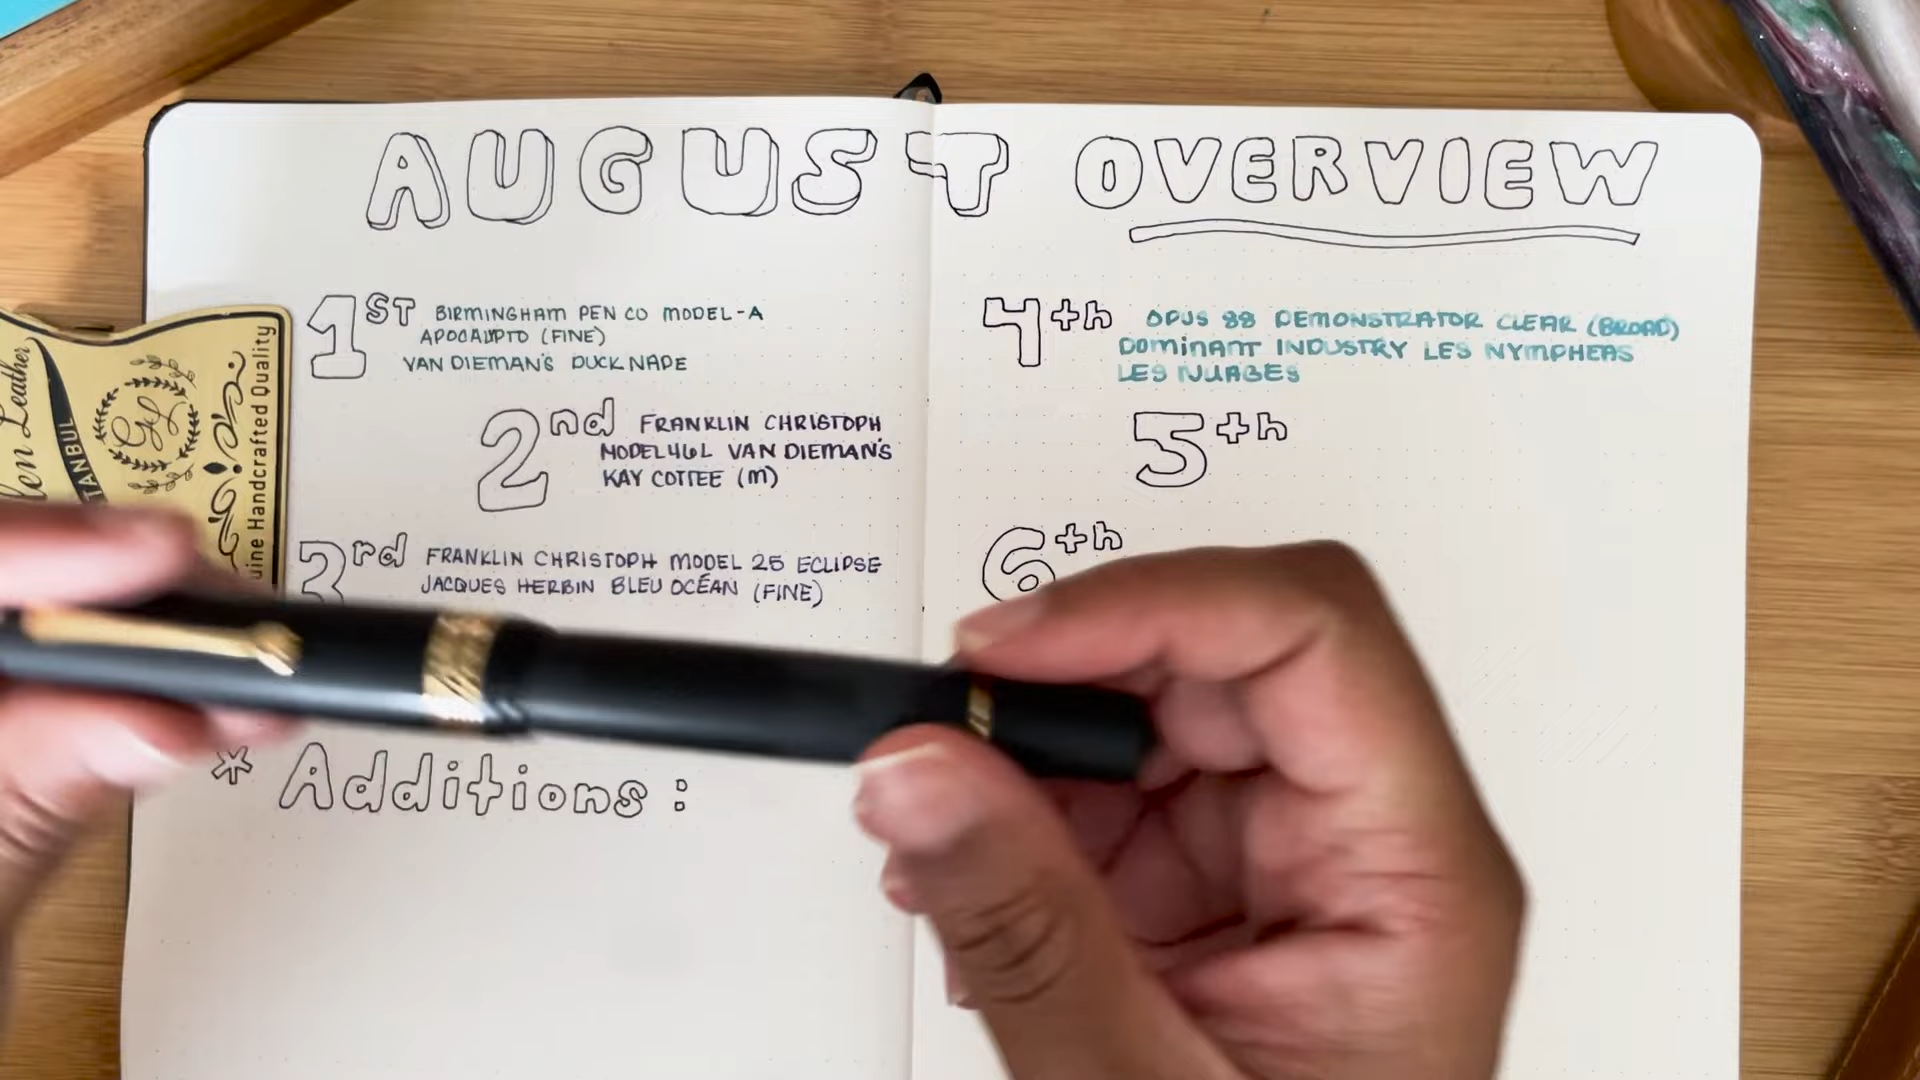 AUGUST OVERVIEW
1ST BIRMINGHAM PEN CO MODEL-A
APOCALYPTO (FINE)
VAN DIEMAN'S DUCK NAPE
2nd FRANKLIN CHRISTOPH
MODEL46L VAN DIEMAN'S
KAY COTTEE (M)
3rd FRANKLIN CHRISTOPH MODEL 25 ECLIPSE
JACQUES HERBIN BLEU OCÉAN (FINE)
* Additions :
4th OPUS 88 DEMONSTRATOR CLEAR (BROAD)
DOMINANT INDUSTRY LES NYMPHEAS
LES NUAGES
5th
6th
Leather
GL
Handcrafted Quality